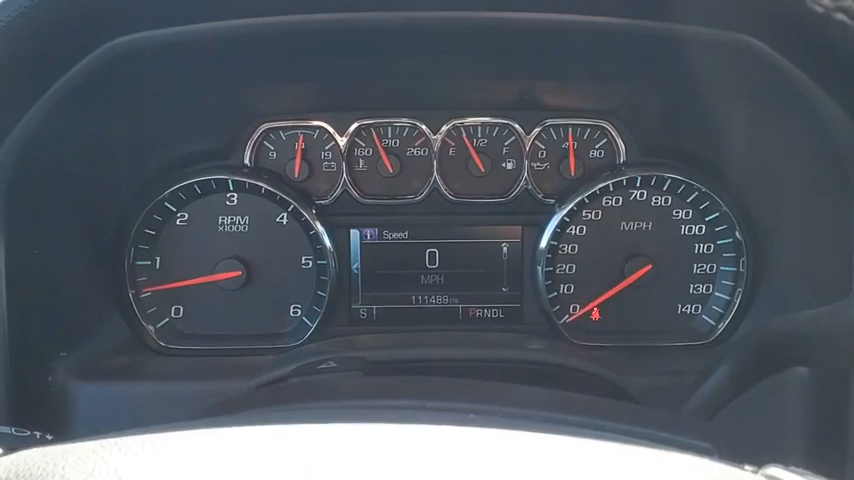 9 14 19
160 210 260
E 1/2 F
0 40 80
RPM
X1000
0 1 2 3 4 5 6
Speed
0
MPH
111489 mi
S PRNDL
MPH
0 10 20 30 40 50 60 70 80 90 100 110 120 130 140